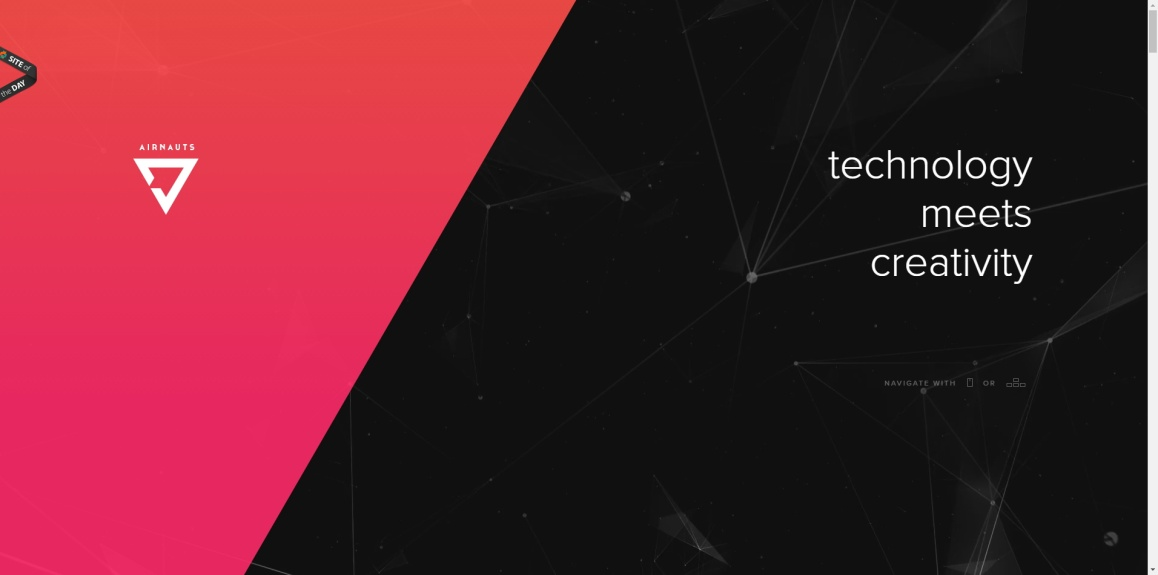 SITE of
the DAY
AIRNAUTS
technology
meets
creativity
NAVIGATE WITH OR